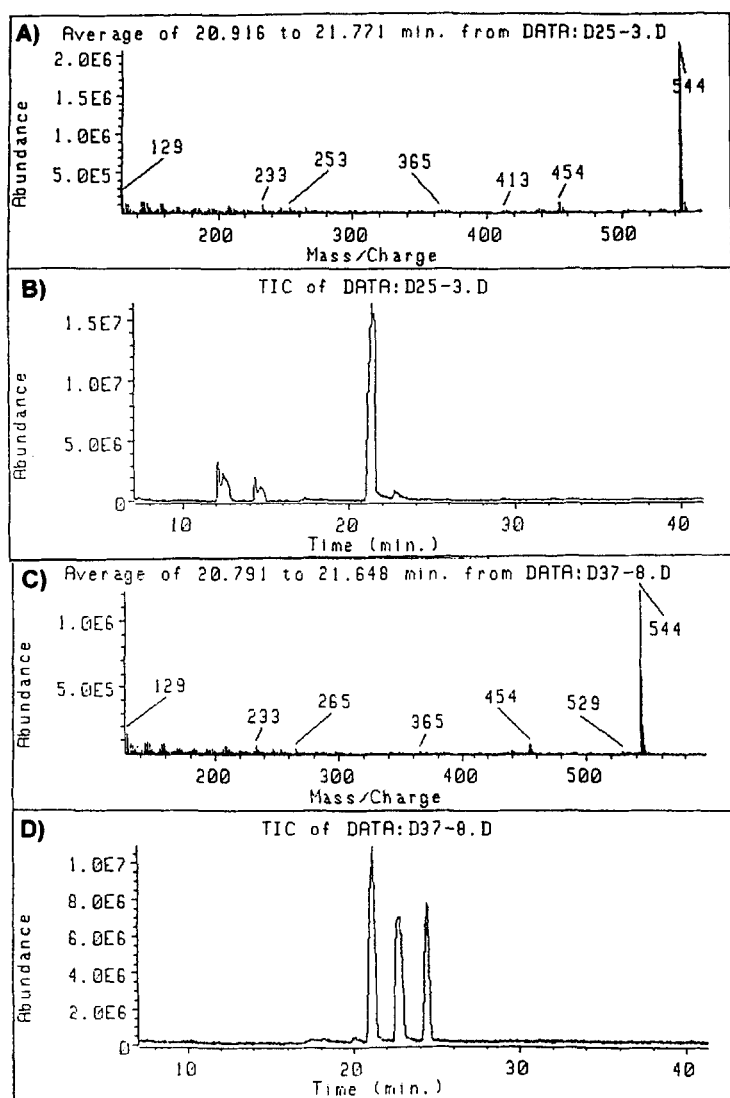 A) Average of 20.916 to 21.771 min. from DATA:D25-3.D
Abundance
2.0E6
1.5E6
1.0E6
5.0E5
129
233
253
365
413
454
544
200
300
400
500
Mass/Charge
B) TIC of DATA:D25-3.D
Abundance
1.5E7
1.0E7
5.0E6
0
10
20
30
40
Time (min.)
C) Average of 20.791 to 21.648 min. from DATA:D37-8.D
Abundance
1.0E6
5.0E5
129
233
265
365
454
529
544
200
300
400
500
Mass/Charge
D) TIC of DATA:D37-8.D
Abundance
1.0E7
8.0E6
6.0E6
4.0E6
2.0E6
0
10
20
30
40
Time (min.)